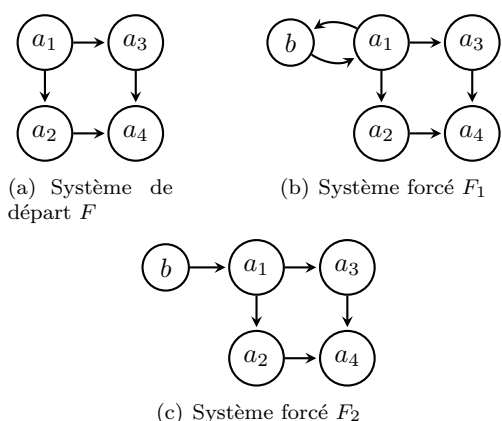 a1 a3 b a1 a3
a2 a4 a2 a4
(a) Système de
départ F
(b) Système forcé F1
b a1 a3
a2 a4
(c) Système forcé F2